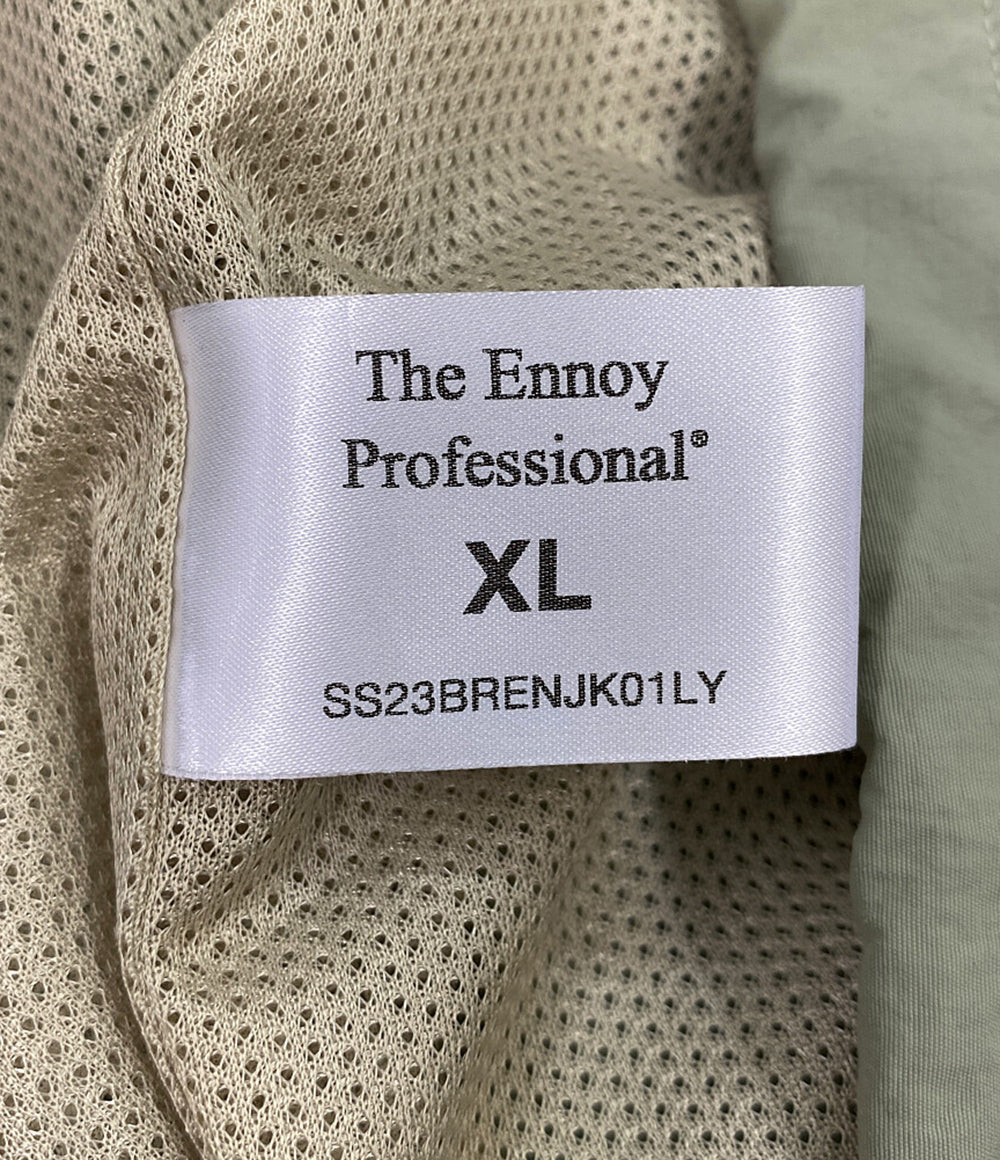 The Ennoy
Professional®
XL
SS23BRENJK01LY